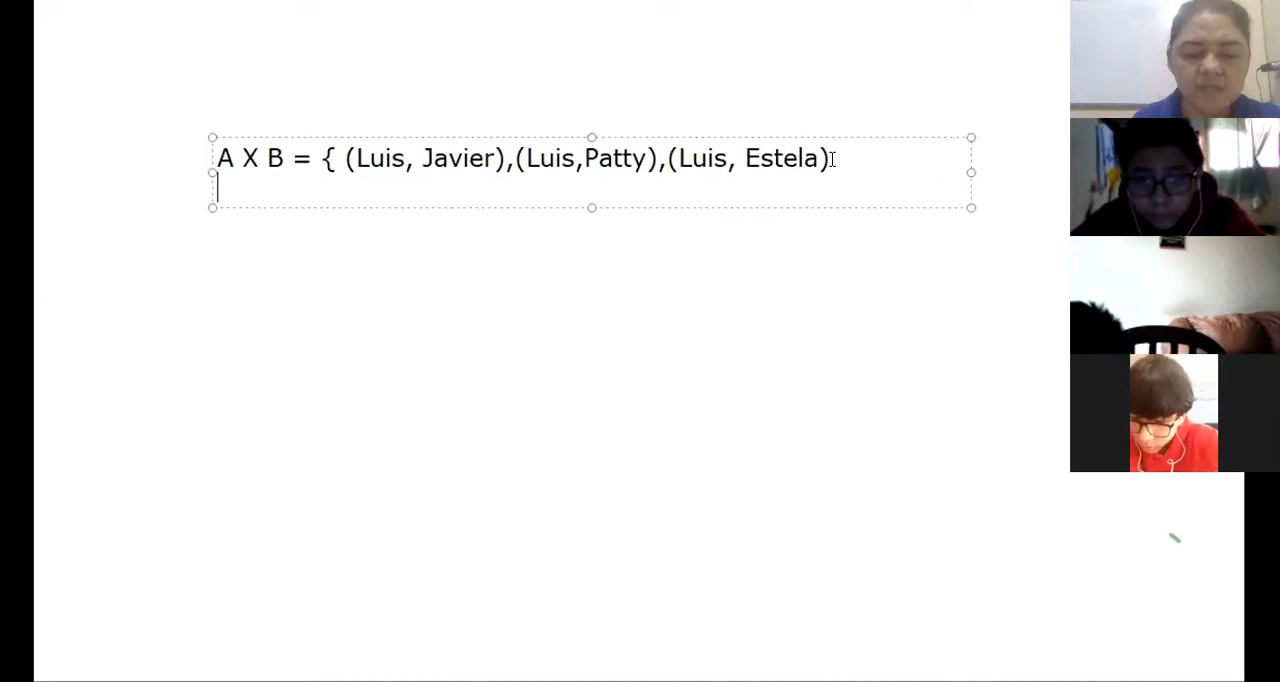 A X B = { (Luis, Javier),(Luis,Patty),(Luis, Estela)